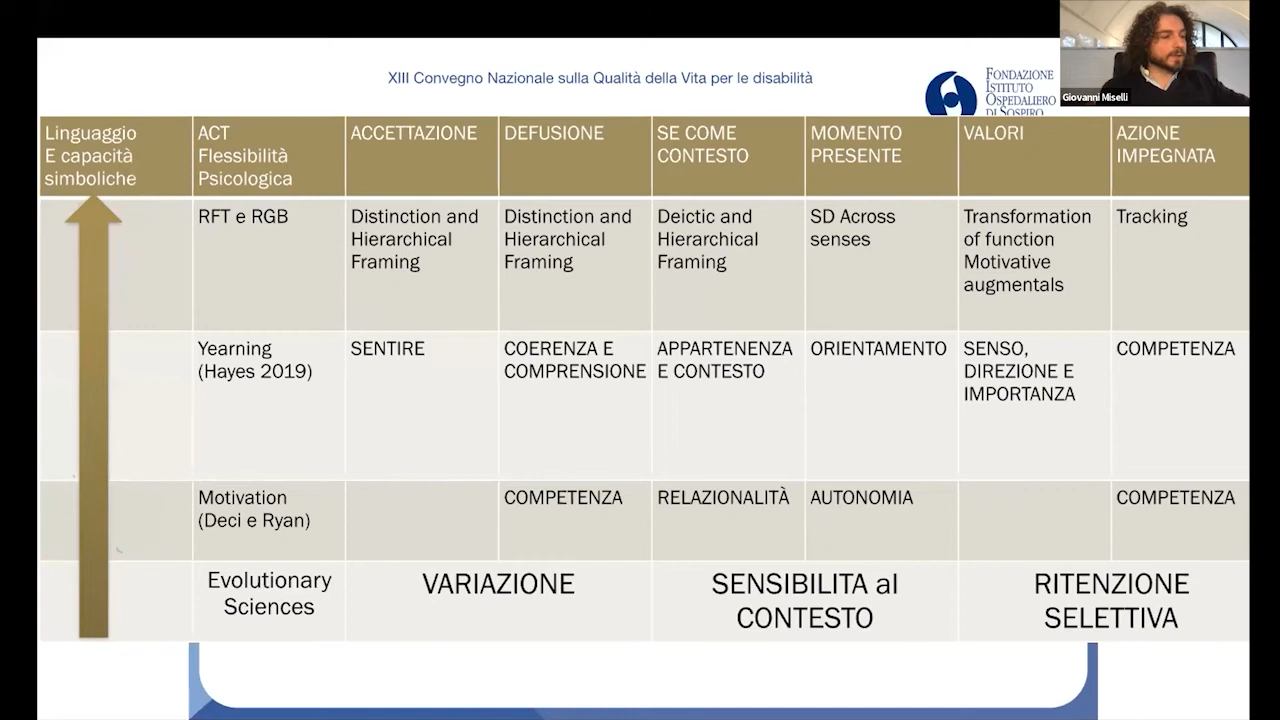 XIII Convegno Nazionale sulla Qualità della Vita per le disabilità
FONDAZIONE
ISTITUTO
OSPEDALIERO
DI SOSPIRO
Giovanni Miselli
Linguaggio
E capacità
simboliche
ACT
Flessibilità
Psicologica
ACCETTAZIONE
DEFUSIONE
SE COME
CONTESTO
MOMENTO
PRESENTE
VALORI
AZIONE
IMPEGNATA
RFT e RGB
Distinction and
Hierarchical
Framing
Distinction and
Hierarchical
Framing
Deictic and
Hierarchical
Framing
SD Across
senses
Transformation
of function
Motivative
augmentals
Tracking
Yearning
(Hayes 2019)
SENTIRE
COERENZA E
COMPRENSIONE
APPARTENENZA
E CONTESTO
ORIENTAMENTO
SENSO,
DIREZIONE E
IMPORTANZA
COMPETENZA
Motivation
(Deci e Ryan)
COMPETENZA
RELAZIONALITÀ
AUTONOMIA
COMPETENZA
Evolutionary
Sciences
VARIAZIONE
SENSIBILITA al
CONTESTO
RITENZIONE
SELETTIVA